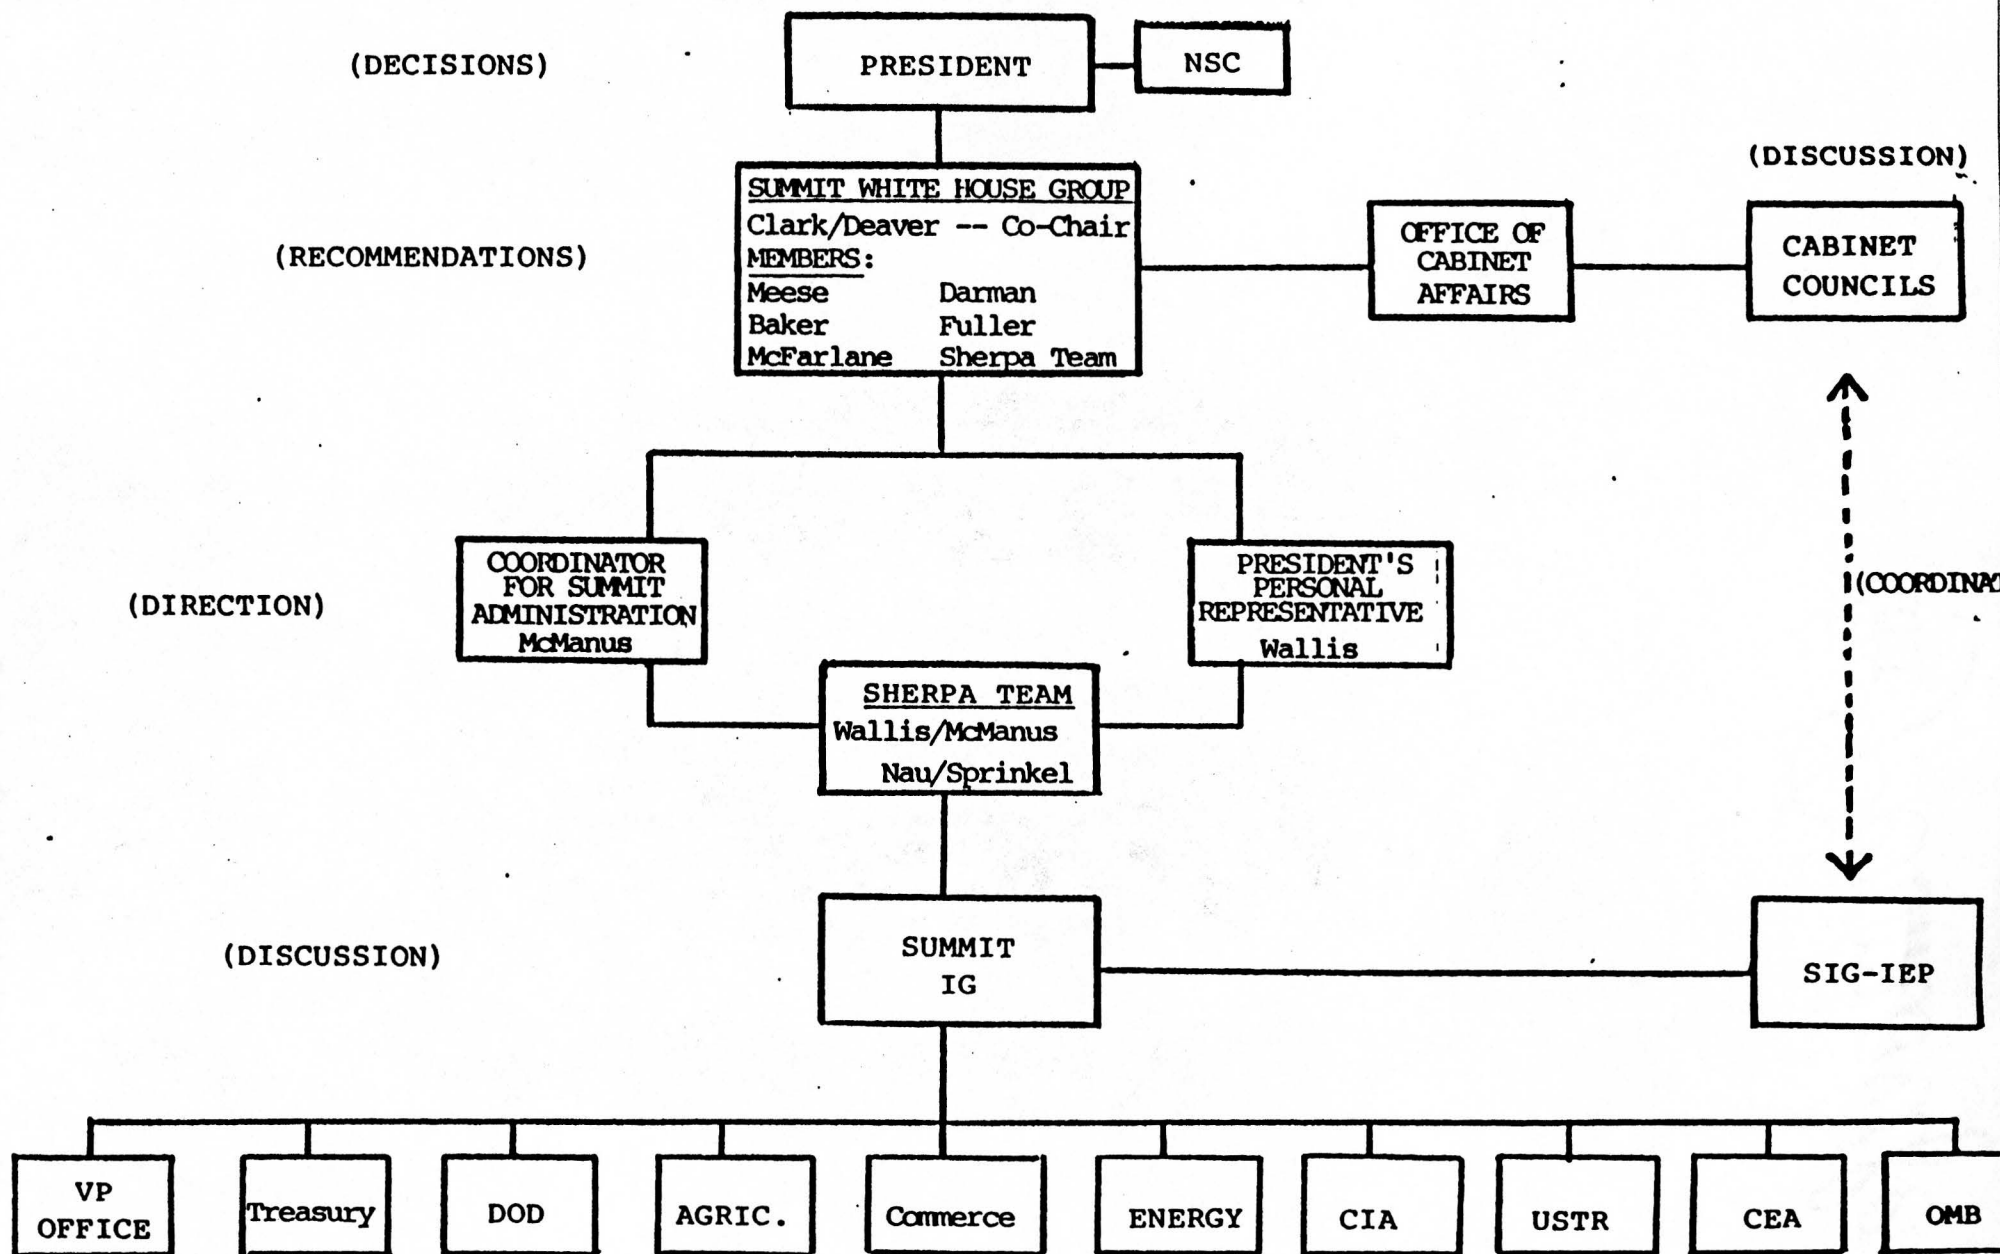 (DECISIONS)
PRESIDENT
NSC
(DISCUSSION)
(RECOMMENDATIONS)
SUMMIT WHITE HOUSE GROUP
Clark/Deaver -- Co-Chair
MEMBERS:
Meese Darman
Baker Fuller
McFarlane Sherpa Team
OFFICE OF
CABINET
AFFAIRS
CABINET
COUNCILS
(DIRECTION)
COORDINATOR
FOR SUMMIT
ADMINISTRATION
McManus
PRESIDENT'S
PERSONAL
REPRESENTATIVE
Wallis
(COORDINAT
SHERPA TEAM
Wallis/McManus
Nau/Sprinkel
(DISCUSSION)
SUMMIT
IG
SIG-IEP
VP
OFFICE
Treasury
DOD
AGRIC.
Commerce
ENERGY
CIA
USTR
CEA
OMB